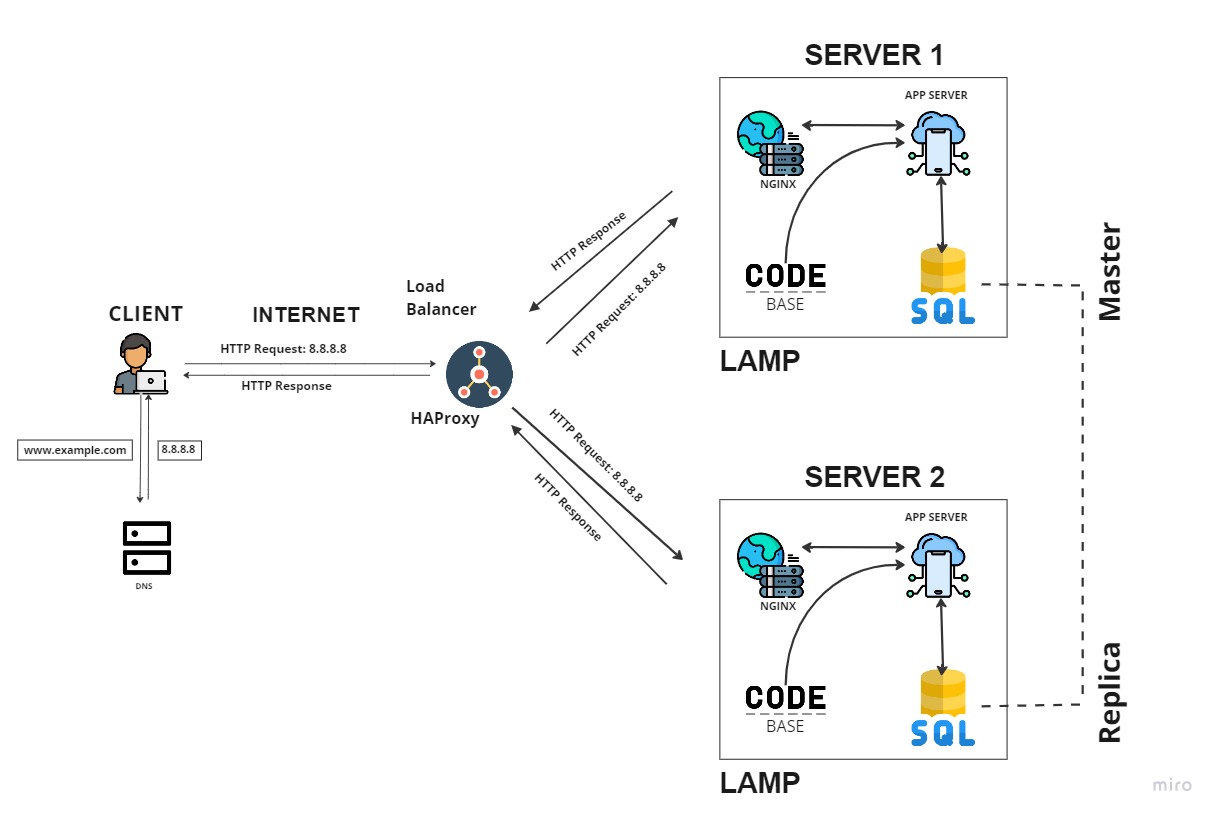 SERVER 1
APP SERVER
NGINX
CODE
BASE
SQL
LAMP
Master
HTTP Response
HTTP Request: 8.8.8.8
Load
Balancer
HAProxy
CLIENT
INTERNET
HTTP Request: 8.8.8.8
HTTP Response
www.example.com
8.8.8.8
DNS
HTTP Request: 8.8.8.8
HTTP Response
SERVER 2
APP SERVER
NGINX
CODE
BASE
SQL
LAMP
Replica
miro